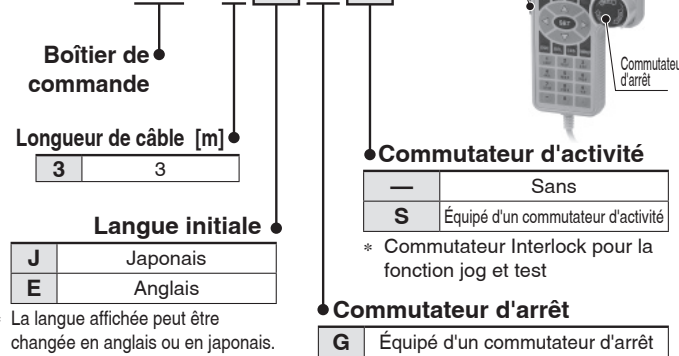 Boîtier de
commande
Longueur de câble [m]
3 3
Langue initiale
J Japonais
E Anglais
La langue affichée peut être
changée en anglais ou en japonais.
Commutateur
d'arrêt
Commutateur d'activité
— Sans
S Équipé d'un commutateur d'activité
* Commutateur Interlock pour la
fonction jog et test
Commutateur d'arrêt
G Équipé d'un commutateur d'arrêt